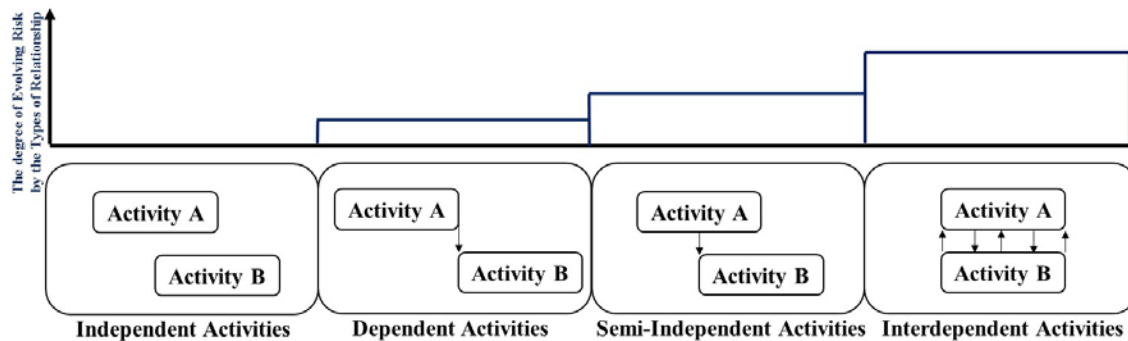 The degree of Evolving Risk
by the Types of Relationship
Activity A
Activity B
Independent Activities
Activity A
Activity B
Dependent Activities
Activity A
Activity B
Semi-Independent Activities
Activity A
Activity B
Interdependent Activities